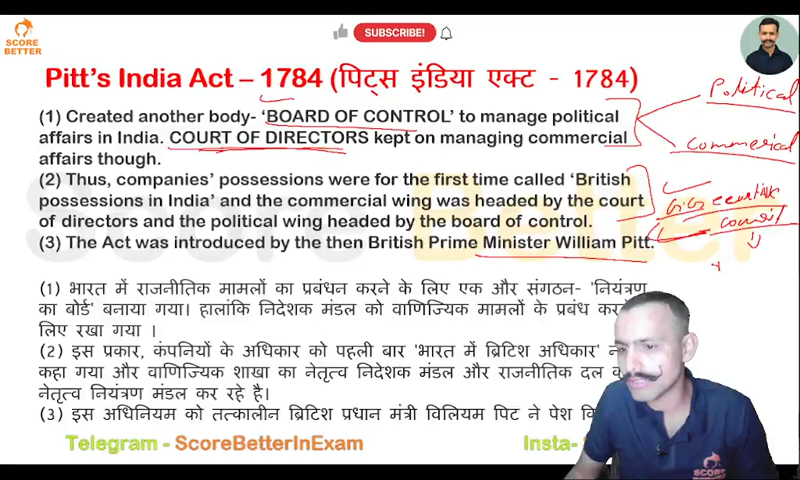 SCORE
BETTER
SUBSCRIBE!
Pitt's India Act – 1784 (पिट्स इंडिया एक्ट - 1784)
Political
(1) Created another body- 'BOARD OF CONTROL' to manage political
affairs in India. COURT OF DIRECTORS kept on managing commercial
affairs though.
Commerical
(2) Thus, companies' possessions were for the first time called 'British
possessions in India' and the commercial wing was headed by the court
of directors and the political wing headed by the board of control.
(3) The Act was introduced by the then British Prime Minister William Pitt.
(1) भारत में राजनीतिक मामलों का प्रबंधन करने के लिए एक और संगठन- 'नियंत्रण
का बोर्ड' बनाया गया। हालांकि निदेशक मंडल को वाणिज्यिक मामलों के प्रबंध
लिए रखा गया ।
(2) इस प्रकार, कंपनियों के अधिकार को पहली बार 'भारत में ब्रिटिश अधिकार'
कहा गया और वाणिज्यिक शाखा का नेतृत्व निदेशक मंडल और राजनीतिक दल
नेतृत्व नियंत्रण मंडल कर रहे है।
(3) इस अधिनियम को तत्कालीन ब्रिटिश प्रधान मंत्री विलियम पिट ने पेश
Telegram - ScoreBetterInExam
Insta-